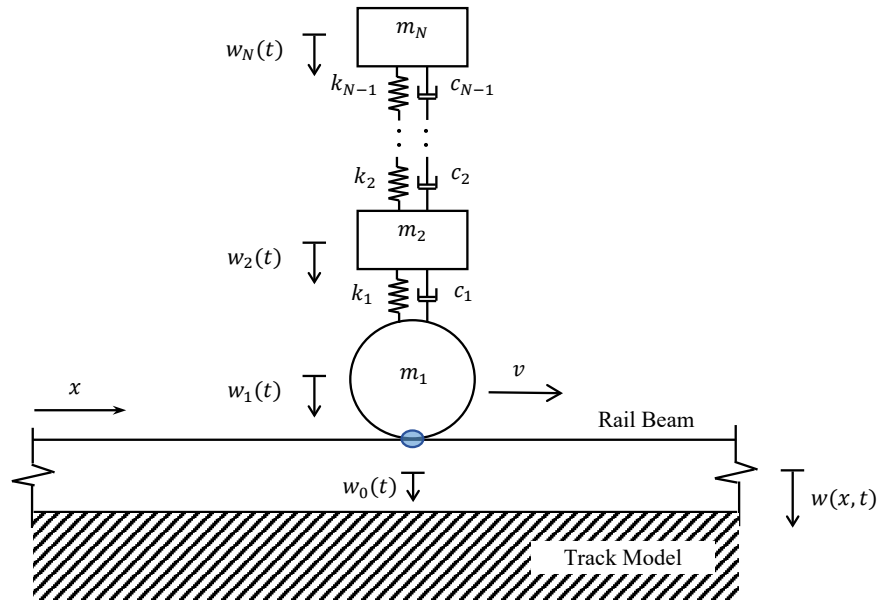 m_N
w_N(t)
k_{N−1} c_{N−1}
k_2 c_2
m_2
w_2(t)
k_1 c_1
m_1
w_1(t)
x
v
Rail Beam
w_0(t)
w(x, t)
Track Model